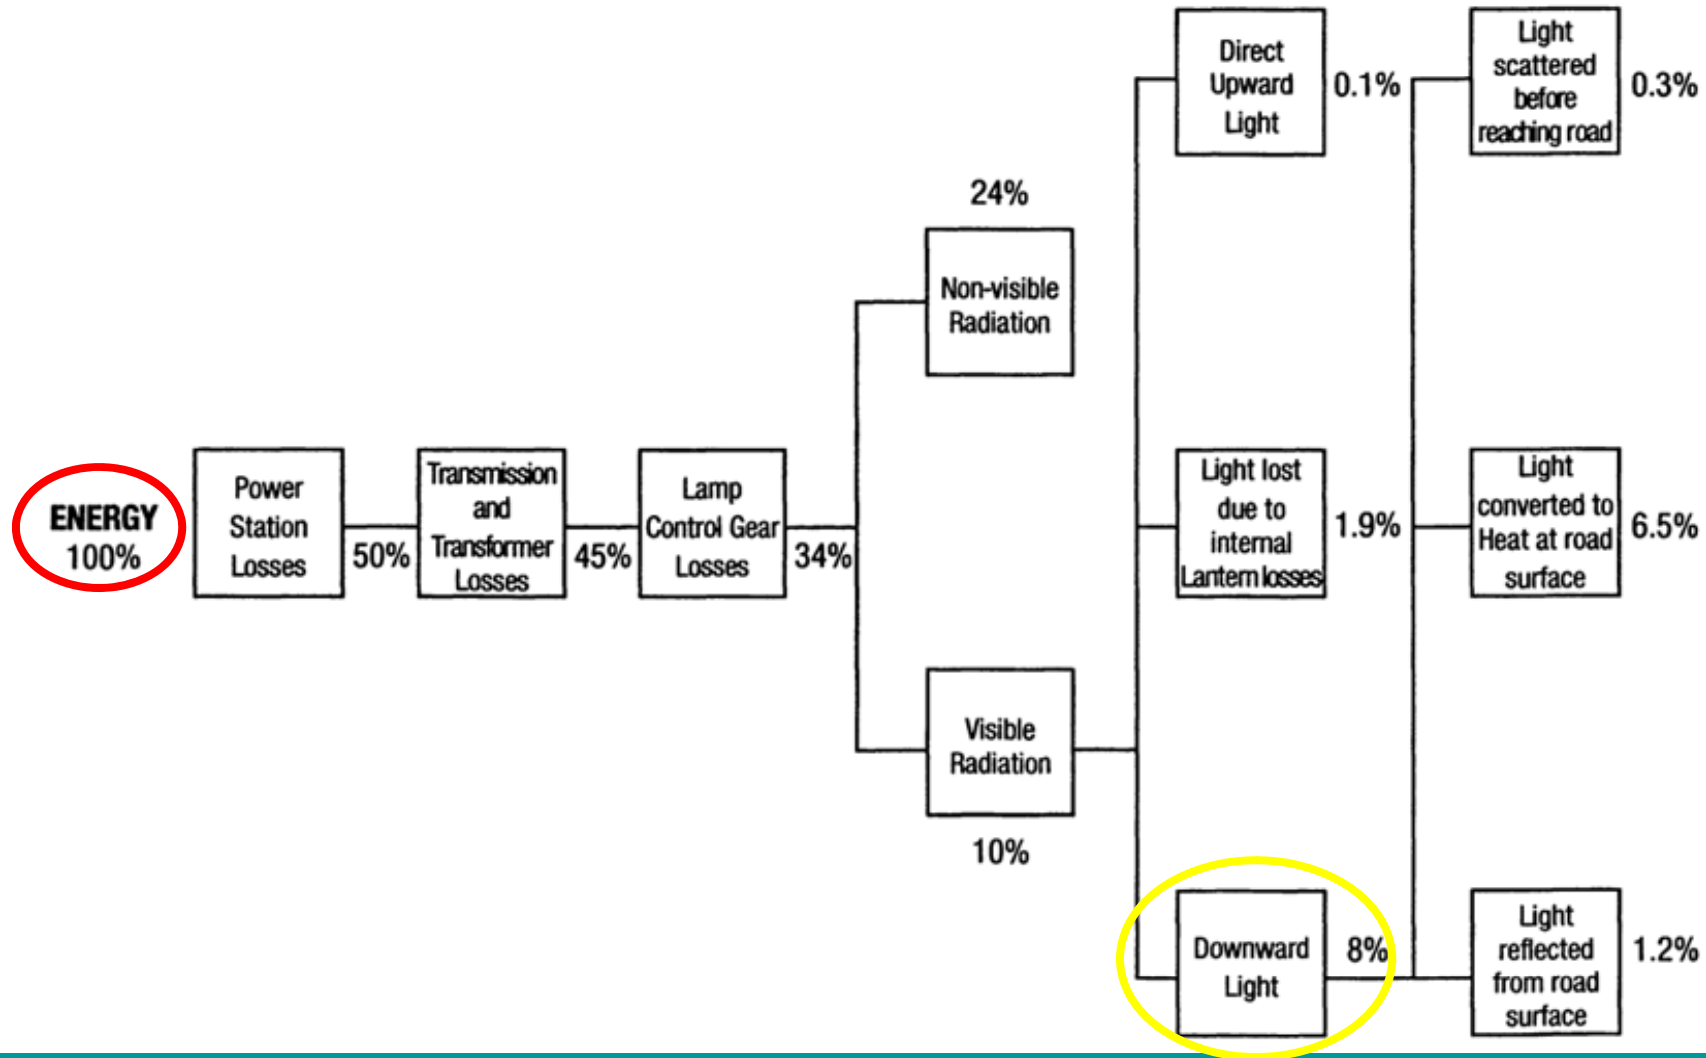 ENERGY
100%
Power
Station
Losses
50%
Transmission
and
Transformer
Losses
45%
Lamp
Control Gear
Losses
34%
24%
Non-visible
Radiation
Visible
Radiation
10%
Direct
Upward
Light
0.1%
Light lost
due to
internal
Lantern losses
1.9%
Downward
Light
8%
Light
scattered
before
reaching road
0.3%
Light
converted to
Heat at road
surface
6.5%
Light
reflected
from road
surface
1.2%